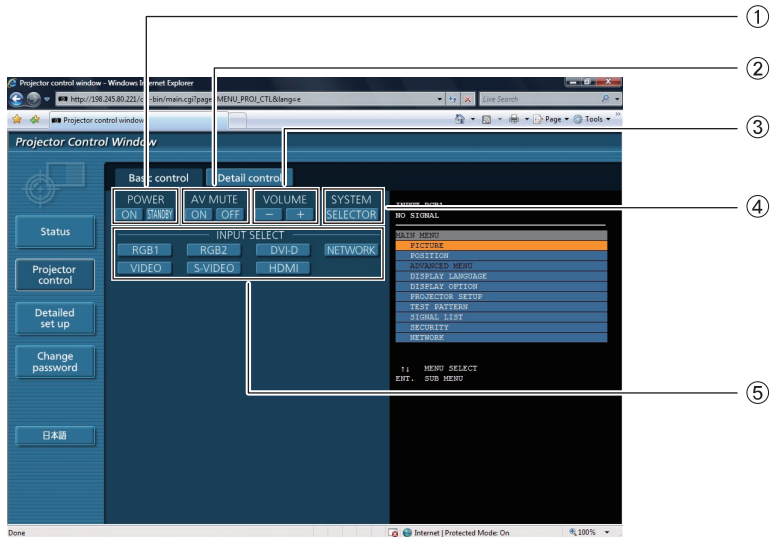 ①
②
Projector control window - Windows Internet Explorer
http://198.245.80.221/c -bin/main.cgi?page MENU_PROJ_CTL&lang=e
Live Search
Projector control window
Page
Tools
③
Projector Control Window
Basic control
Detail control
POWER
ON STANDBY
AV MUTE
ON OFF
VOLUME
− +
SYSTEM
SELECTOR
④
INPUT SELECT
RGB1 RGB2 DVI-D NETWORK
VIDEO S-VIDEO HDMI
Status
Projector
control
Detailed
set up
Change
password
日本語
INPUT RGB1
NO SIGNAL
MAIN MENU
PICTURE
POSITION
ADVANCED MENU
DISPLAY LANGUAGE
DISPLAY OPTION
PROJECTOR SETUP
TEST PATTERN
SIGNAL LIST
SECURITY
NETWORK
↑↓ MENU SELECT
ENT. SUB MENU
⑤
Done
Internet | Protected Mode: On
100%